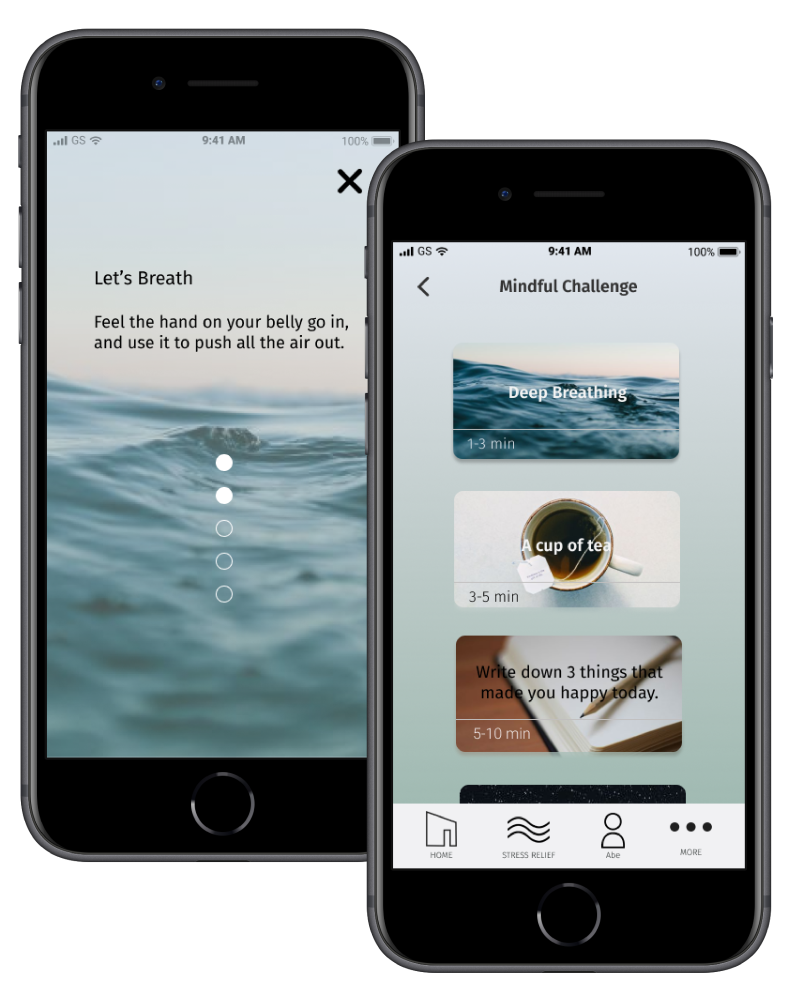 GS 9:41 AM 100%
Let's Breath
Feel the hand on your belly go in,
and use it to push all the air out.
GS 9:41 AM 100%
Mindful Challenge
Deep Breathing
1-3 min
A cup of tea
3-5 min
Write down 3 things that
made you happy today.
5-10 min
HOME STRESS RELIEF Abe MORE